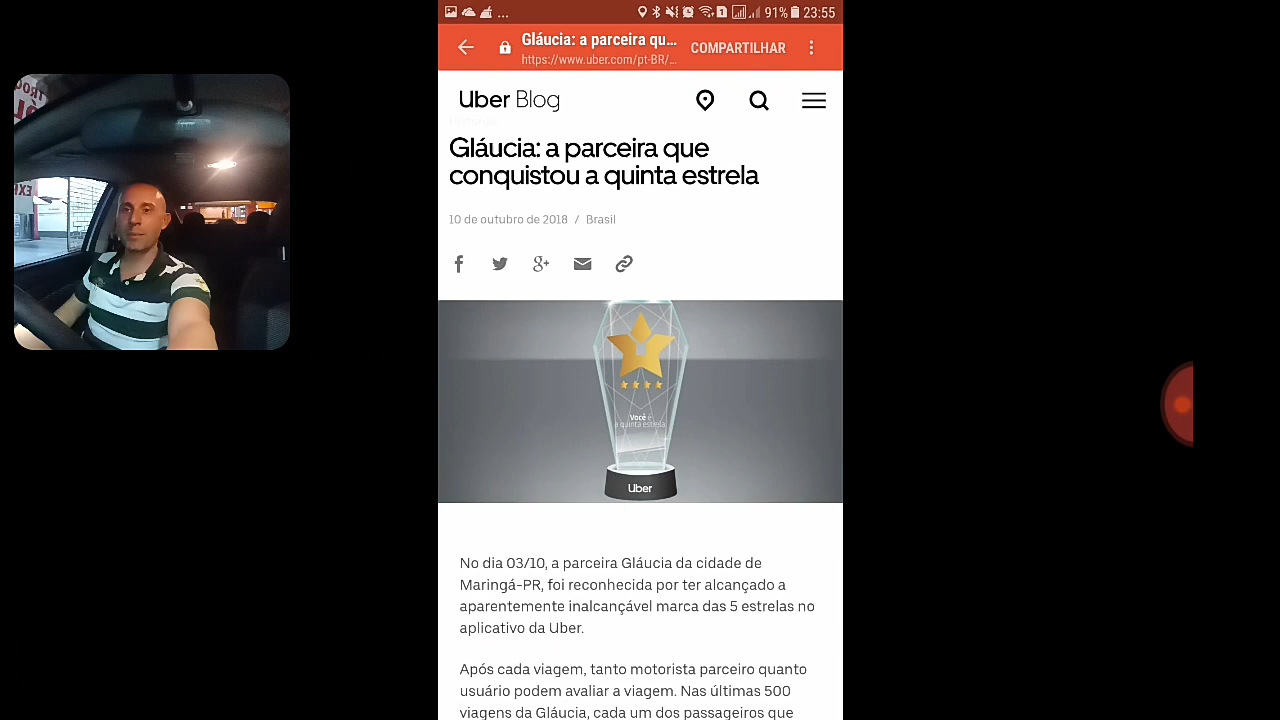 ... 91% 23:55
Gláucia: a parceira qu... COMPARTILHAR
https://www.uber.com/pt-BR/...
Uber Blog
Gláucia: a parceira que
conquistou a quinta estrela
10 de outubro de 2018 / Brasil
Você é
a quinta estrela
Uber
No dia 03/10, a parceira Gláucia da cidade de
Maringá-PR, foi reconhecida por ter alcançado a
aparentemente inalcançável marca das 5 estrelas no
aplicativo da Uber.
Após cada viagem, tanto motorista parceiro quanto
usuário podem avaliar a viagem. Nas últimas 500
viagens da Gláucia, cada um dos passageiros que